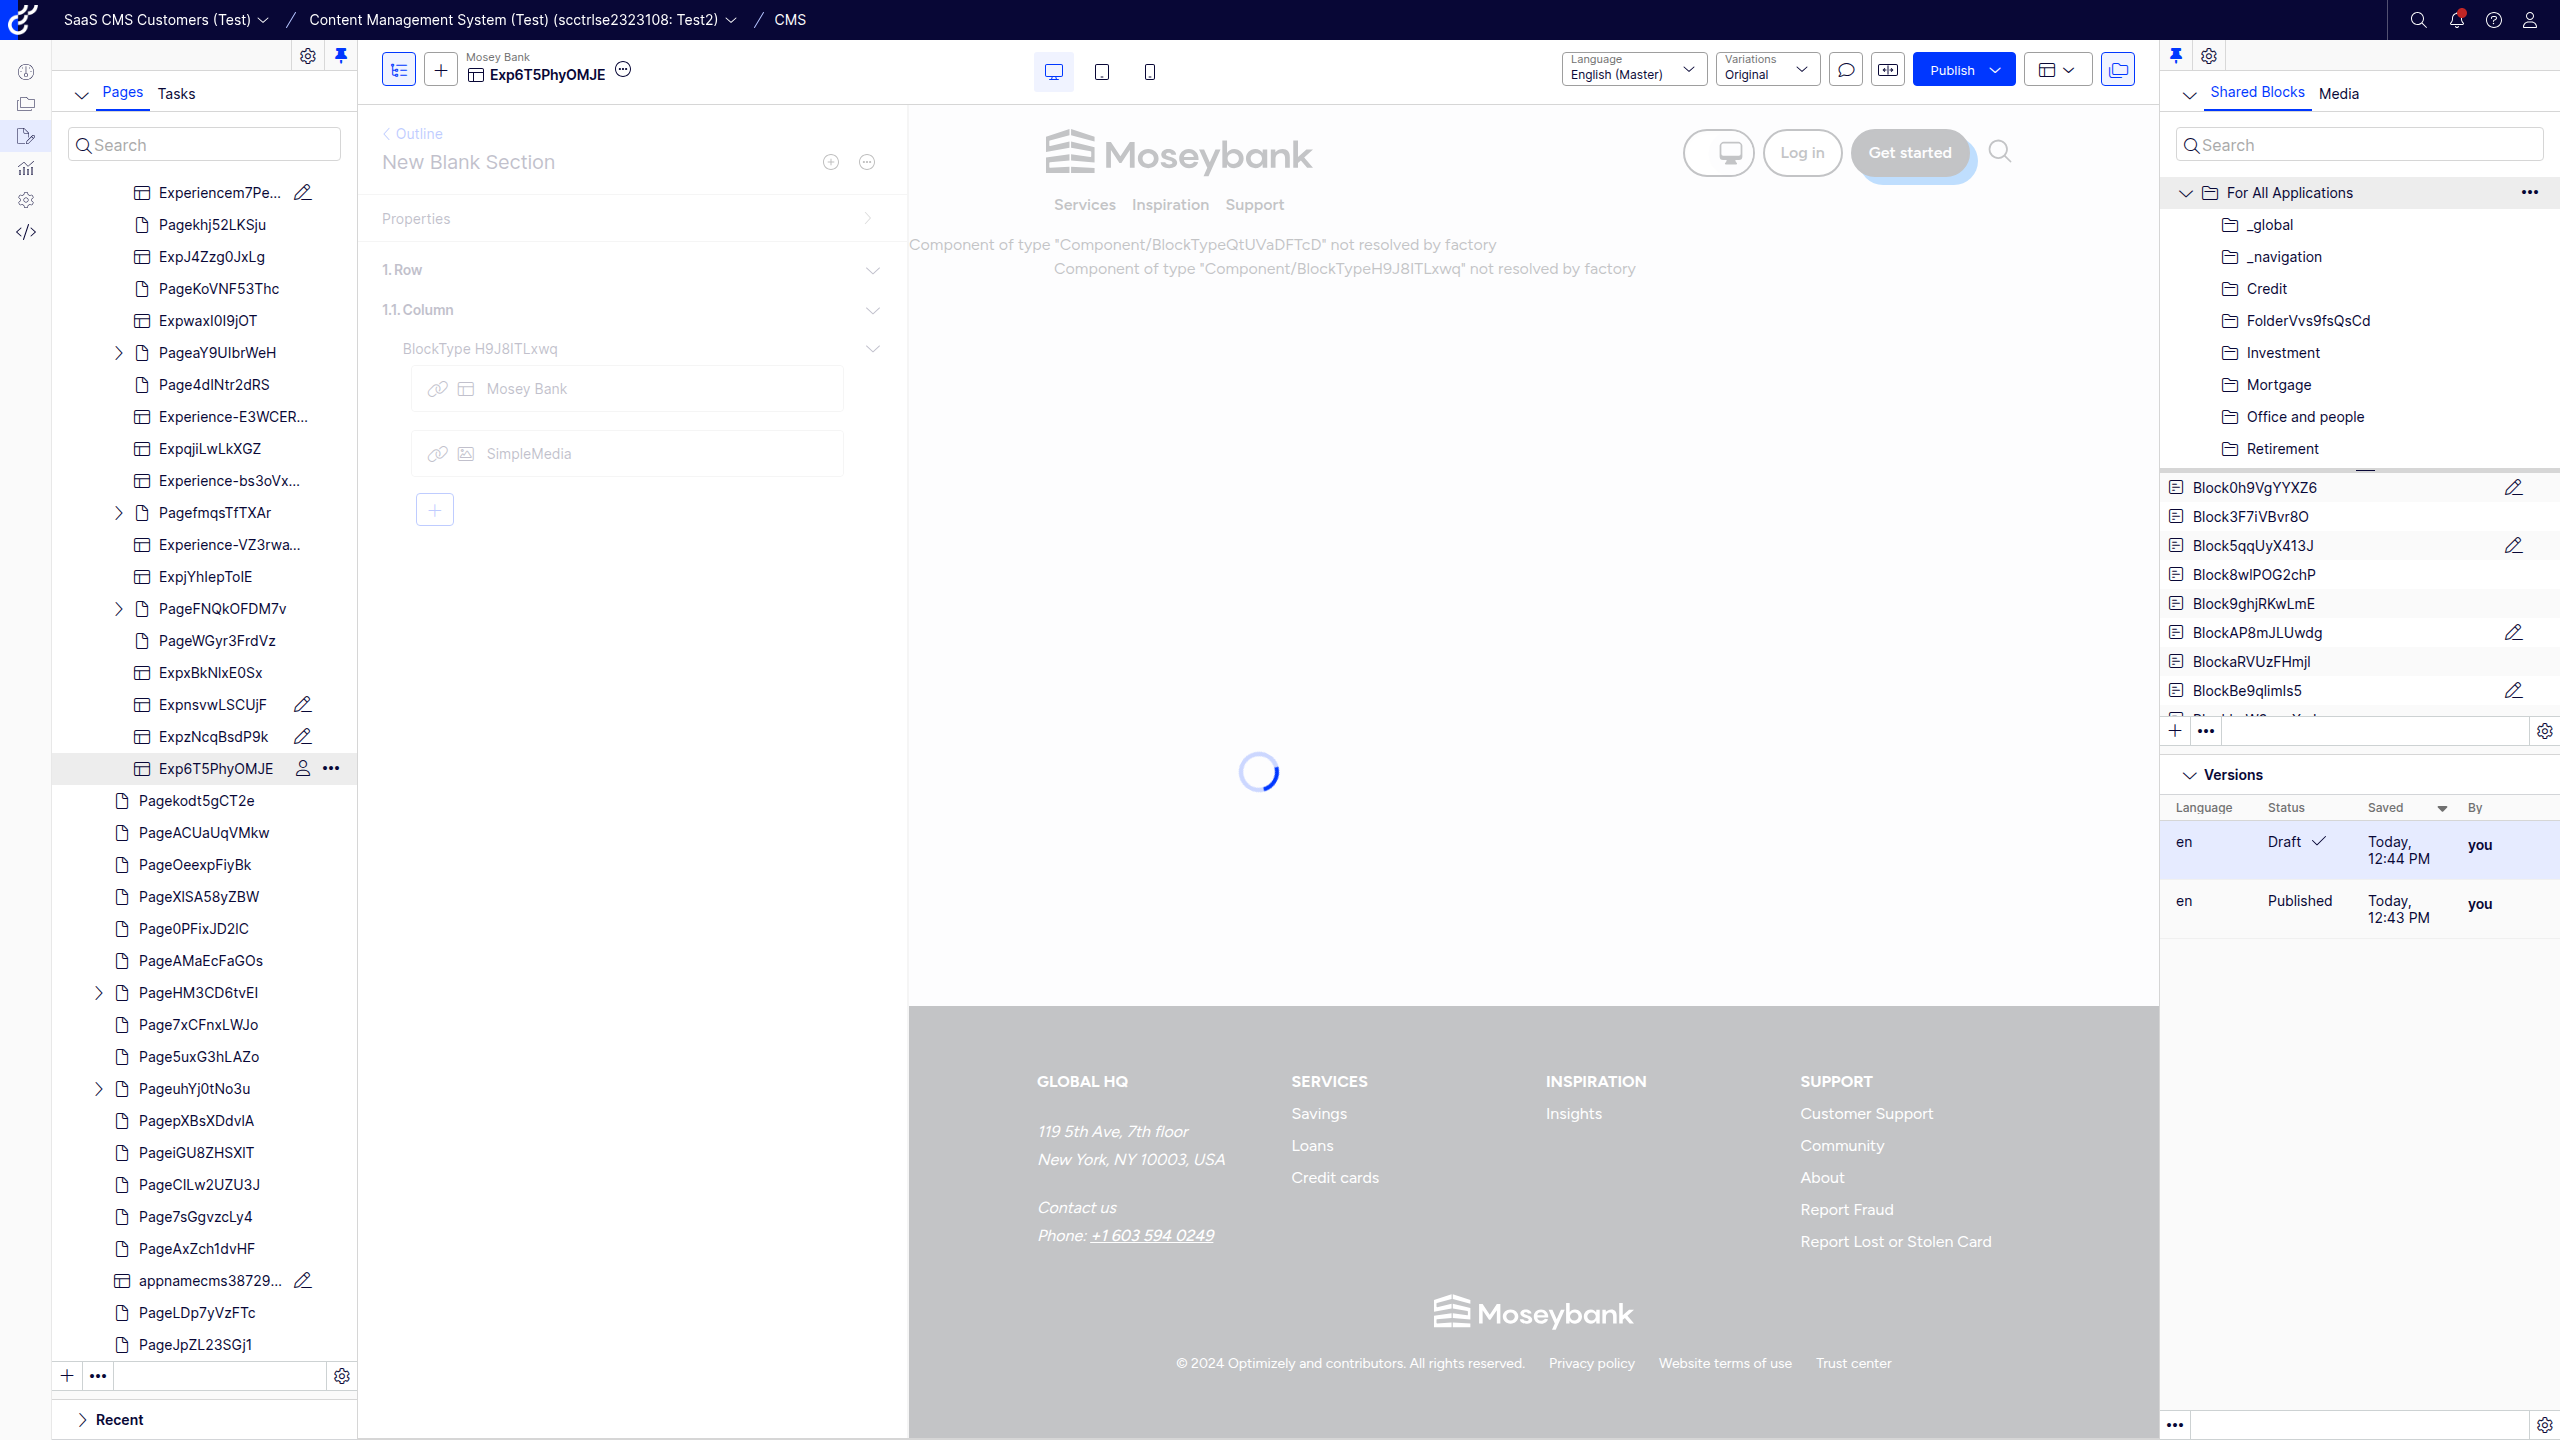 SaaS CMS Customers (Test)
Content Management System (Test) (scctrlse2323108: Test2)
CMS
Pages
Tasks
Search
Experiencem7Pe...
Pagekhj52LKSju
ExpJ4Zzg0JxLg
PageKoVNF53Thc
ExpwaxI0I9jOT
PageaY9UIbrWeH
Page4dINtr2dRS
Experience-E3WCER...
ExpqjiLwLkXGZ
Experience-bs3oVx...
PagefmqsTfTXAr
Experience-VZ3rwa...
ExpjYhlepTolE
PageFNQkOFDM7v
PageWGyr3FrdVz
ExpxBkNlxE0Sx
ExpnsvwLSCUjF
ExpzNcqBsdP9k
Exp6T5PhyOMJE
Pagekodt5gCT2e
PageACUaUqVMkw
PageOeexpFiyBk
PageXlSA58yZBW
Page0PFixJD2lC
PageAMaEcFaGOs
PageHM3CD6tvEI
Page7xCFnxLWJo
Page5uxG3hLAZo
PageuhYj0tNo3u
PagepXBsXDdvlA
PageiGU8ZHSXlT
PageClLw2UZU3J
Page7sGgvzcLy4
PageAxZch1dvHF
appnamecms38729...
PageLDp7yVzFTc
PageJpZL23SGj1
Recent
Mosey Bank
Exp6T5PhyOMJE
Language
English (Master)
Variations
Original
Publish
Outline
New Blank Section
Properties
1. Row
1.1. Column
BlockType H9J8ITLxwq
Mosey Bank
SimpleMedia
Moseybank
Log in
Get started
Services
Inspiration
Support
Component of type "Component/BlockTypeQtUVaDFTcD" not resolved by factory
Component of type "Component/BlockTypeH9J8ITLxwq" not resolved by factory
GLOBAL HQ
119 5th Ave, 7th floor
New York, NY 10003, USA
Contact us
Phone: +1 603 594 0249
SERVICES
Savings
Loans
Credit cards
INSPIRATION
Insights
SUPPORT
Customer Support
Community
About
Report Fraud
Report Lost or Stolen Card
Moseybank
© 2024 Optimizely and contributors. All rights reserved.
Privacy policy
Website terms of use
Trust center
Shared Blocks
Media
Search
For All Applications
_global
_navigation
Credit
FolderVvs9fsQsCd
Investment
Mortgage
Office and people
Retirement
Block0h9VgYYXZ6
Block3F7iVBvr8O
Block5qqUyX413J
Block8wlPOG2chP
Block9ghjRKwLmE
BlockAP8mJLUwdg
BlockaRVUzFHmjl
BlockBe9qlimIs5
Versions
Language
Status
Saved
By
en
Draft
Today,
12:44 PM
you
en
Published
Today,
12:43 PM
you